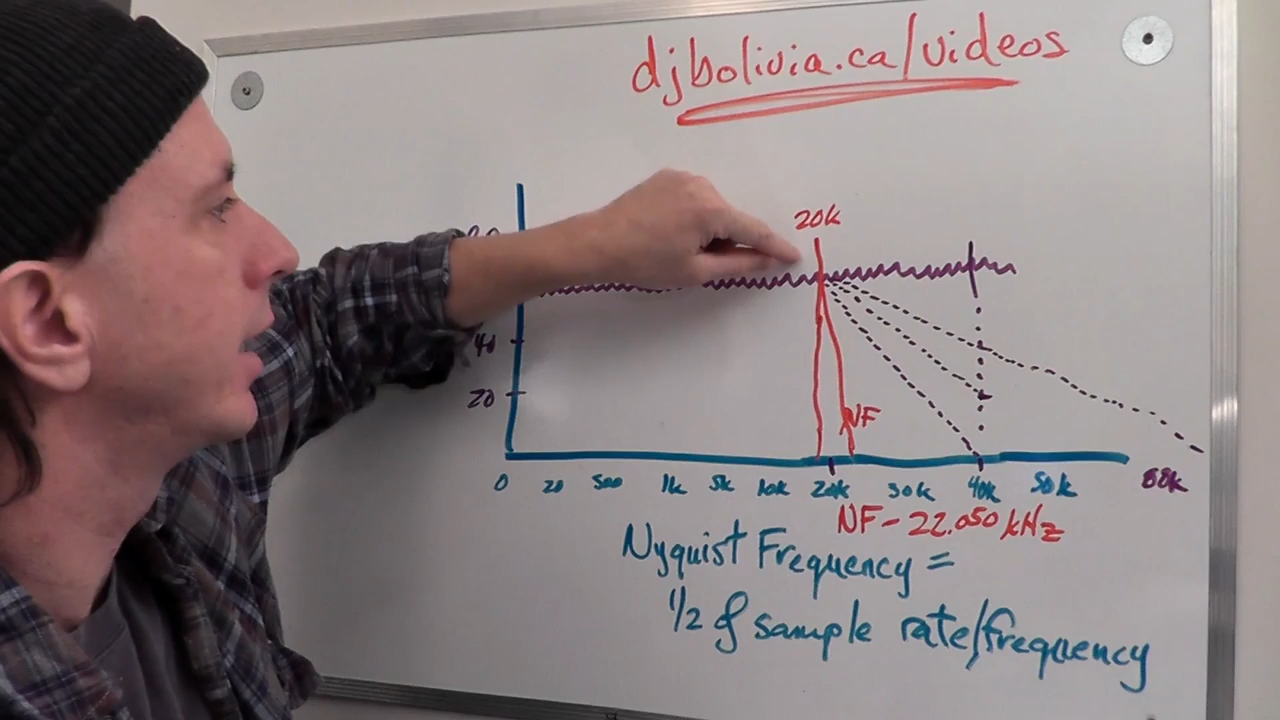 djbolivia.ca/videos
20k
40
20
NF
0 20 500 1k 5k 10k 20k 30k 40k 50k 88k
NF - 22.050 kHz
Nyquist Frequency =
1/2 of sample rate/frequency